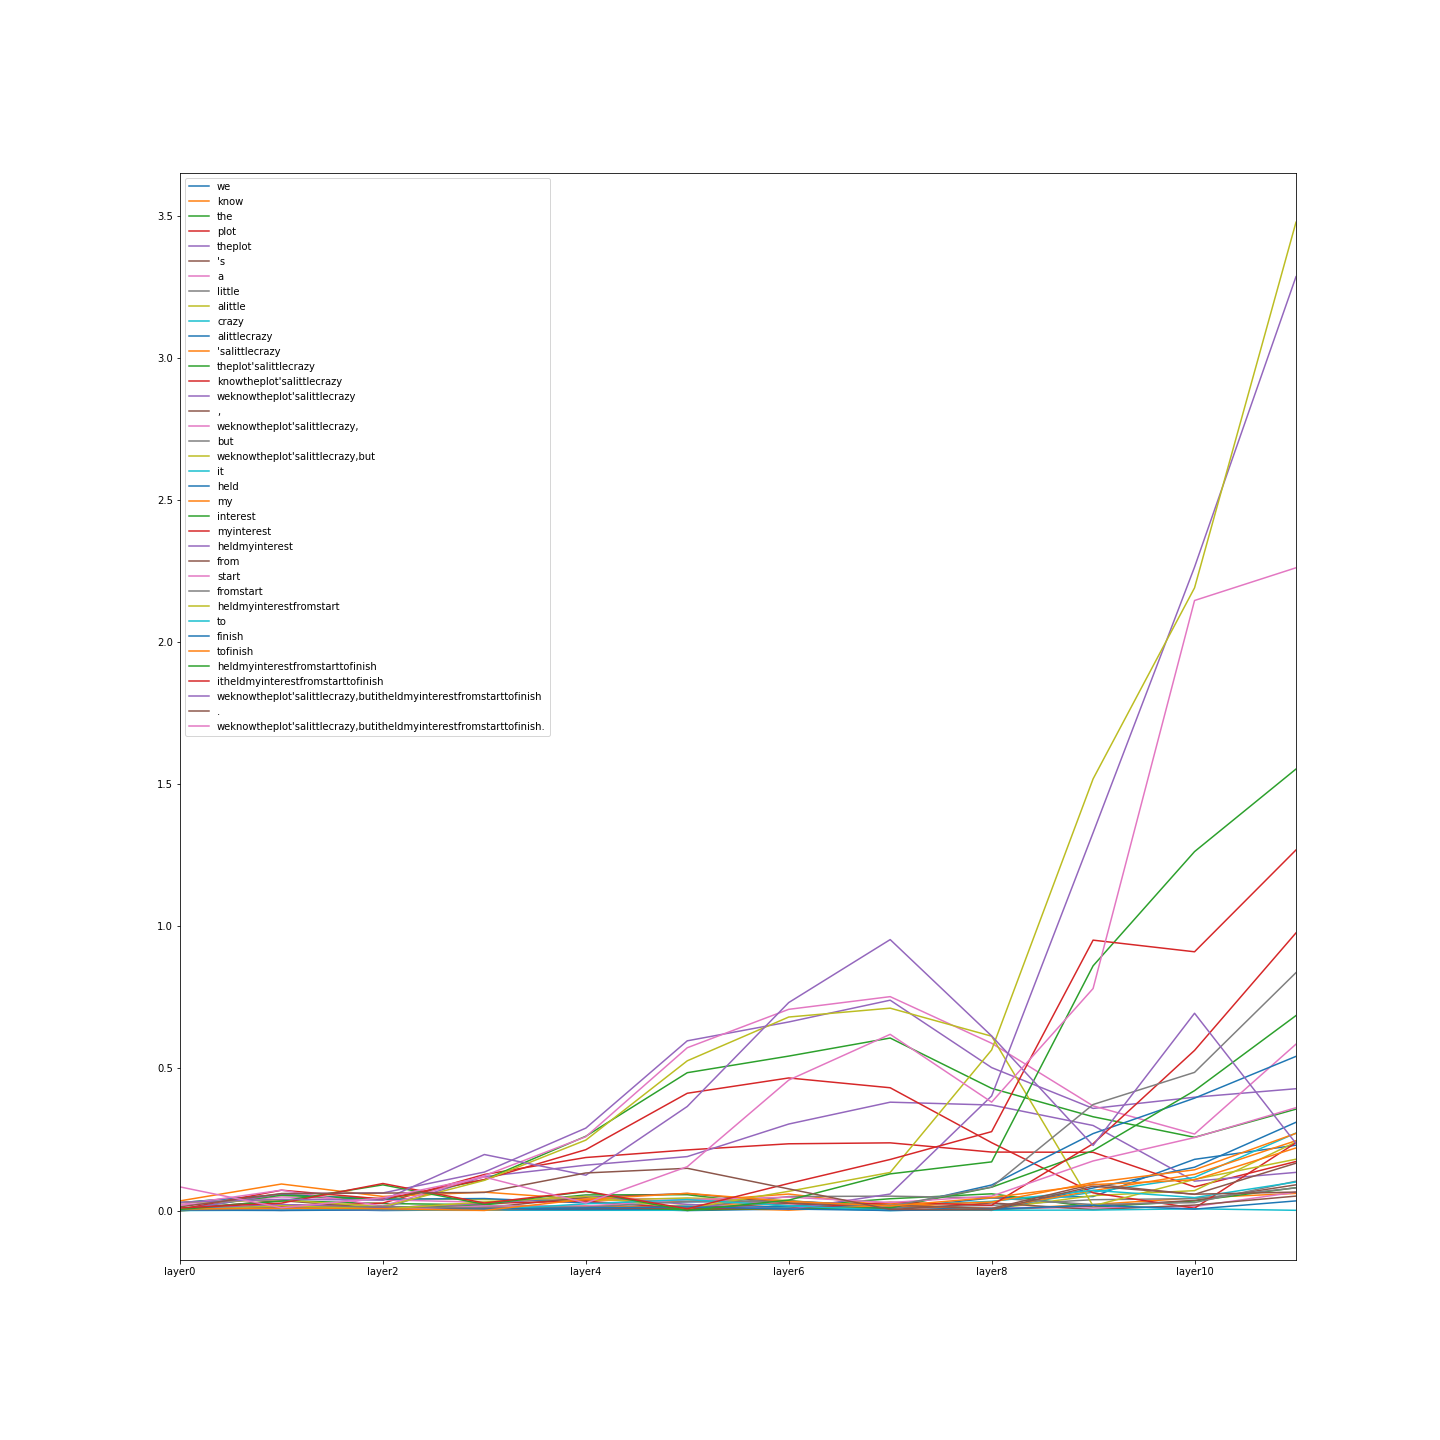 3.5
3.0
2.5
2.0
1.5
1.0
0.5
0.0
we
know
the
plot
theplot
's
a
little
alittle
crazy
alittlecrazy
'salittlecrazy
theplot'salittlecrazy
knowtheplot'salittlecrazy
weknowtheplot'salittlecrazy
,
weknowtheplot'salittlecrazy,
but
weknowtheplot'salittlecrazy,but
it
held
my
interest
myinterest
heldmyinterest
from
start
fromstart
heldmyinterestfromstart
to
finish
tofinish
heldmyinterestfromstarttofinish
itheldmyinterestfromstarttofinish
weknowtheplot'salittlecrazy,butitheldmyinterestfromstarttofinish
.
weknowtheplot'salittlecrazy,butitheldmyinterestfromstarttofinish.
layer0 layer2 layer4 layer6 layer8 layer10